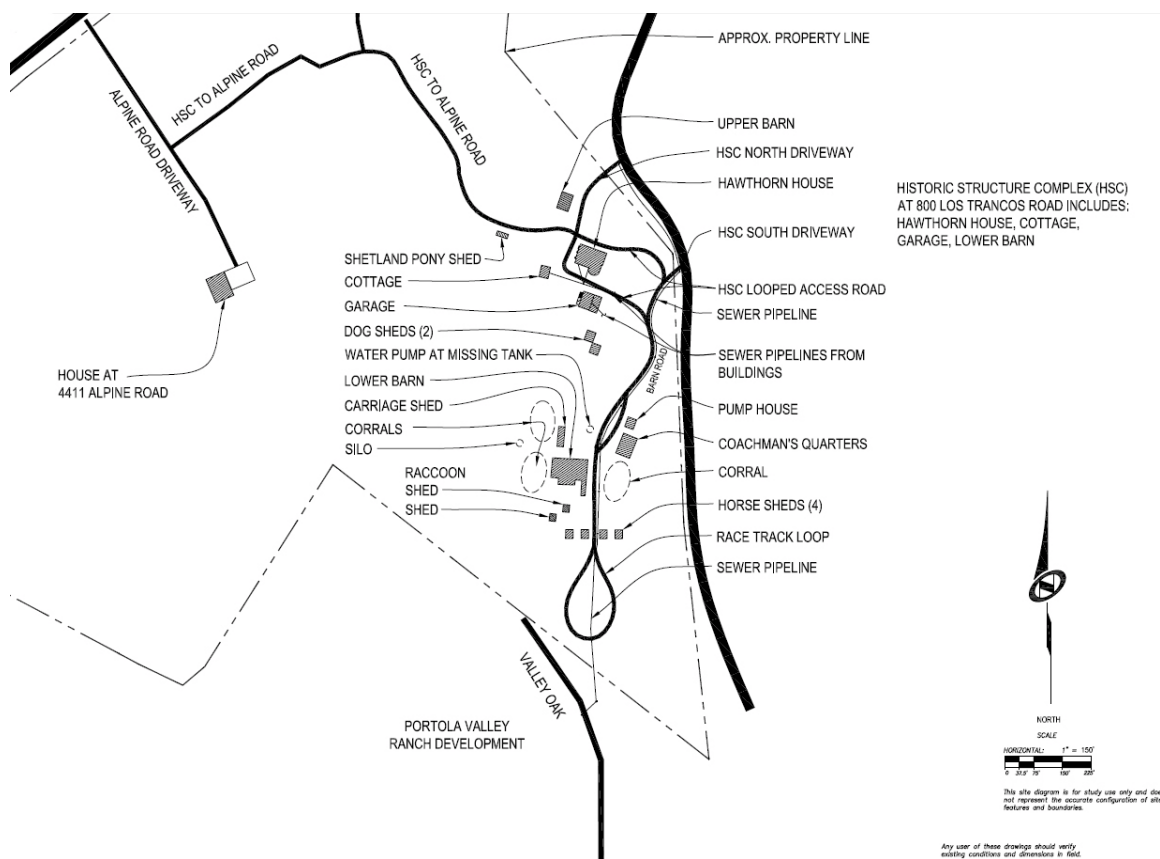 APPROX. PROPERTY LINE
HSC TO ALPINE ROAD
HSC TO ALPINE ROAD
ALPINE ROAD DRIVEWAY
UPPER BARN
HSC NORTH DRIVEWAY
HAWTHORN HOUSE
HISTORIC STRUCTURE COMPLEX (HSC)
AT 800 LOS TRANCOS ROAD INCLUDES;
HAWTHORN HOUSE, COTTAGE,
GARAGE, LOWER BARN
HSC SOUTH DRIVEWAY
SHETLAND PONY SHED
COTTAGE
GARAGE
DOG SHEDS (2)
WATER PUMP AT MISSING TANK
LOWER BARN
CARRIAGE SHED
CORRALS
SILO
RACCOON
SHED
SHED
HSC LOOPED ACCESS ROAD
SEWER PIPELINE
SEWER PIPELINES FROM
BUILDINGS
BARN ROAD
PUMP HOUSE
COACHMAN'S QUARTERS
CORRAL
HORSE SHEDS (4)
RACE TRACK LOOP
SEWER PIPELINE
HOUSE AT
4411 ALPINE ROAD
VALLEY OAK
PORTOLA VALLEY
RANCH DEVELOPMENT
NORTH
SCALE
HORIZONTAL: 1" = 150'
0 37.5' 75' 150' 225'
This site diagram is for study use only and doe
not represent the accurate configuration of site
features and boundaries.
Any user of these drawings should verify
existing conditions and dimensions in field.